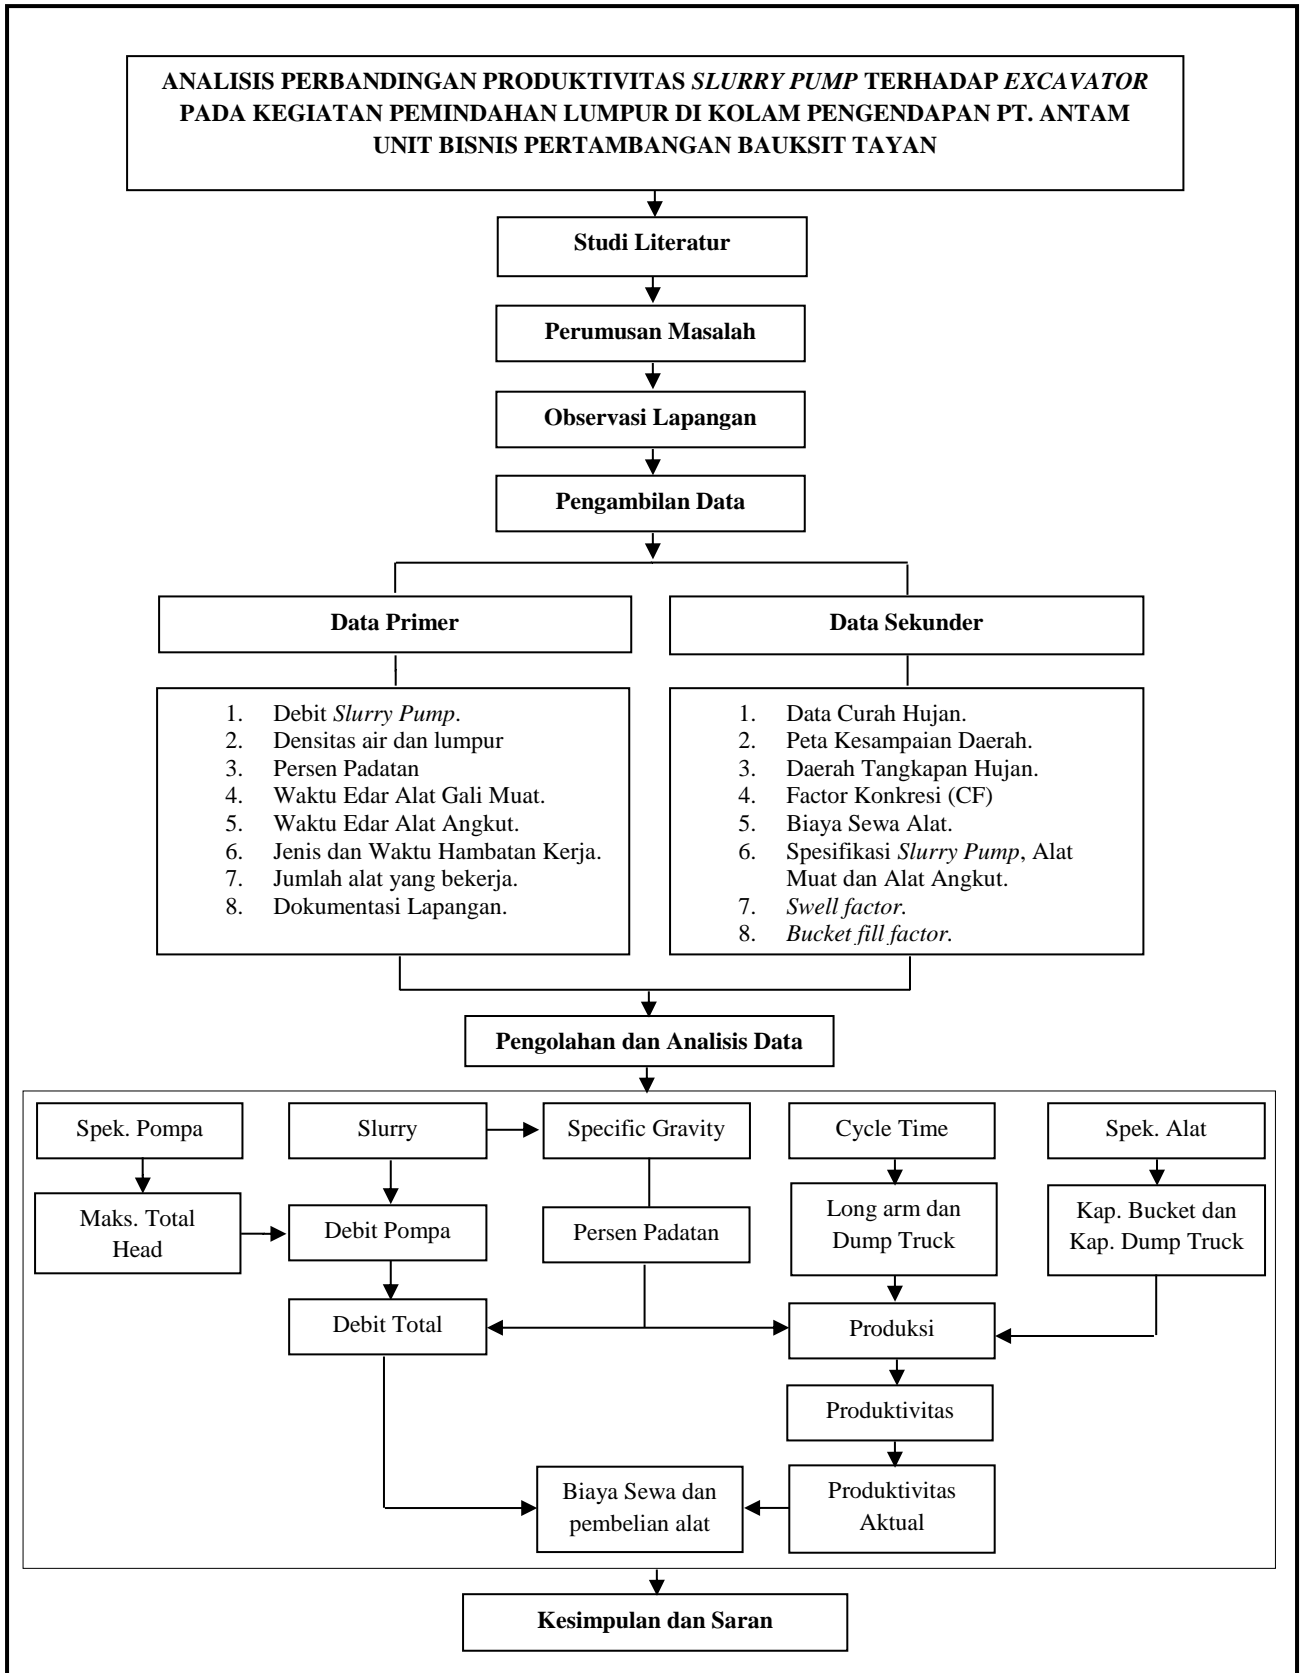 ANALISIS PERBANDINGAN PRODUKTIVITAS SLURRY PUMP TERHADAP EXCAVATOR
PADA KEGIATAN PEMINDAHAN LUMPUR DI KOLAM PENGENDAPAN PT. ANTAM
UNIT BISNIS PERTAMBANGAN BAUKSIT TAYAN
Studi Literatur
Perumusan Masalah
Observasi Lapangan
Pengambilan Data
Data Primer
Data Sekunder
1. Debit Slurry Pump.
2. Densitas air dan lumpur
3. Persen Padatan
4. Waktu Edar Alat Gali Muat.
5. Waktu Edar Alat Angkut.
6. Jenis dan Waktu Hambatan Kerja.
7. Jumlah alat yang bekerja.
8. Dokumentasi Lapangan.
1. Data Curah Hujan.
2. Peta Kesampaian Daerah.
3. Daerah Tangkapan Hujan.
4. Factor Konkresi (CF)
5. Biaya Sewa Alat.
6. Spesifikasi Slurry Pump, Alat
Muat dan Alat Angkut.
7. Swell factor.
8. Bucket fill factor.
Pengolahan dan Analisis Data
Spek. Pompa
Slurry
Specific Gravity
Cycle Time
Spek. Alat
Maks. Total
Head
Debit Pompa
Persen Padatan
Long arm dan
Dump Truck
Kap. Bucket dan
Kap. Dump Truck
Debit Total
Produksi
Produktivitas
Biaya Sewa dan
pembelian alat
Produktivitas
Aktual
Kesimpulan dan Saran